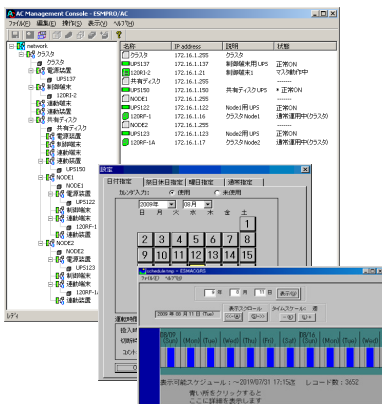 AC Management Console - ESMPRO/AC
ファイル(F) 編集(E) 操作(S) 表示(V) ヘルプ(H)
network
クラスタ
クラスタ
電源装置
UPS137
制御端末
120RI-2
連動端末
連動装置
共有ディスク
共有ディスク
電源装置
制御端末
連動端末
連動装置
UPS150
NODE1
NODE1
電源装置
UPS122
制御端末
連動端末
120RF-1
連動装置
NODE2
NODE2
電源装置
UPS123
制御端末
連動端末
120RF-1A
連動装置
レディ
名称 IP address 説明 状態
クラスタ 172.16.1.255 -------
UPS137 172.16.1.137 制御端末用UPS 正常ON
120RI-2 172.16.1.21 制御端末1 マスタ動作中
共有ディスク 172.16.1.255 -------
UPS150 172.16.1.150 共有ディスクUPS * 正常ON
NODE1 172.16.1.255 -------
UPS122 172.16.1.122 Node1用UPS 正常ON
120RF-1 172.16.1.16 クラスタNode1 通常運用中(クラスタ)
NODE2 172.16.1.255 -------
UPS123 172.16.1.123 Node2用UPS 正常ON
120RF-1A 172.16.1.17 クラスタNode2 通常運用中(クラスタ)
設定
日付指定 祭日休日指定 曜日指定 通常指定
カレンダ入力: 使用 未使用
2009年 08月
日 月 火 水 木 金 土
1
2 3 4 5 6 7 8
9 10 11 12 13 14 15
運動時間
投入時
切断時
コメント
schedule.tmp - ESMACGRS
ファイル(F) ヘルプ(H)
年 8 月 11 日 表示(V)
2009 年 08 月 11 日 (Tue)
表示スクロール タイムスケール: 週
08/09 08/16
(Sun) (Mon) (Tue) (Wed) (Thu) (Fri) (Sat) (Sun) (Mon) (Tue) (Wed)
表示可能スケジュール:~2019/07/31 17:15迄 レコード数: 3652
青い所をクリックすると
ここに詳細を表示します